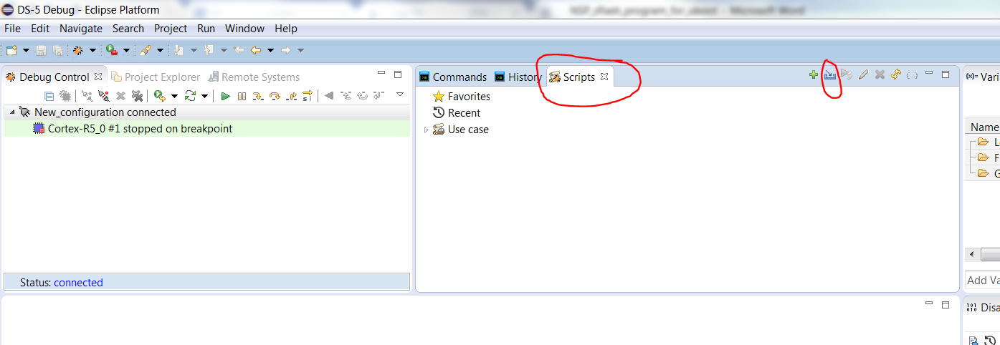 DS-5 Debug - Eclipse Platform
File Edit Navigate Search Project Run Window Help
Debug Control Project Explorer Remote Systems
New_configuration connected
Cortex-R5_0 #1 stopped on breakpoint
Status: connected
Commands History Scripts
Favorites
Recent
Use case
(x)= Vari
Name
L
F
G
Add Va
Disa